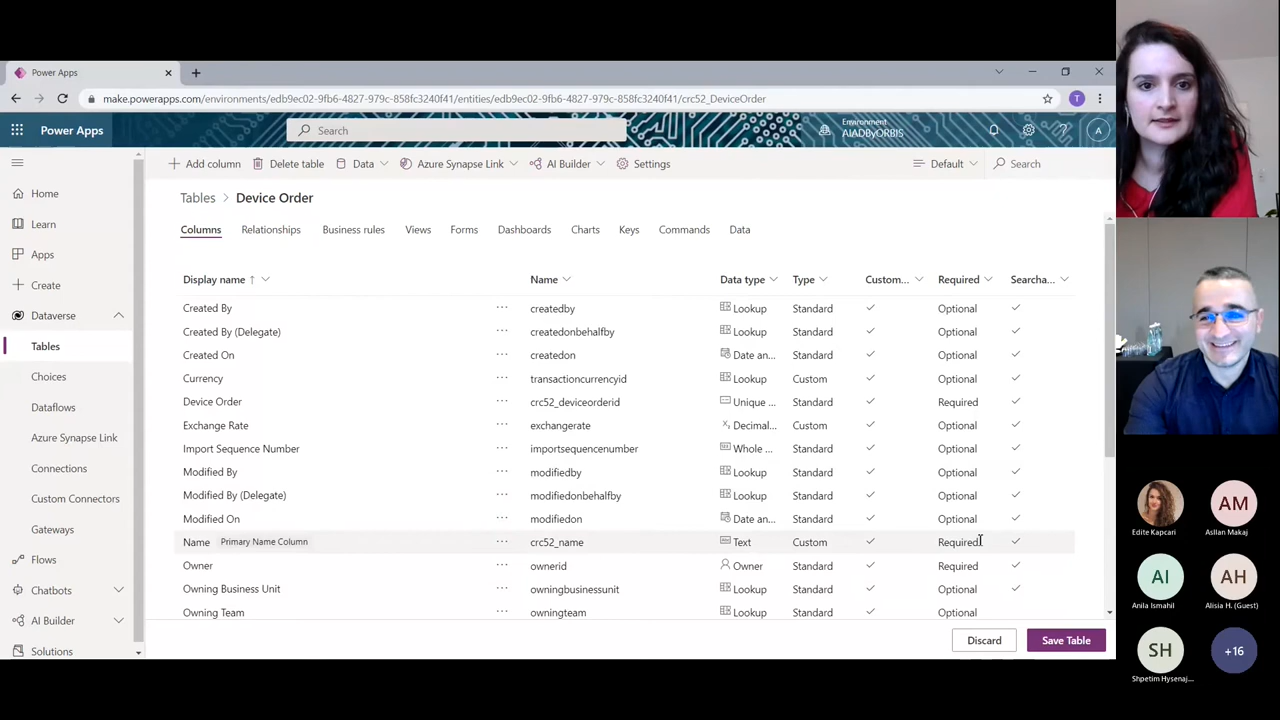 Power Apps
make.powerapps.com/environments/edb9ec02-9fb6-4827-979c-858fc3240f41/entities/edb9ec02-9fb6-4827-979c-858fc3240f41/crc52_DeviceOrder
T
Power Apps
Search
Environment
AIADByORBIS
A
Add column
Delete table
Data
Azure Synapse Link
AI Builder
Settings
Default
Search
Home
Learn
Apps
Create
Dataverse
Tables
Choices
Dataflows
Azure Synapse Link
Connections
Custom Connectors
Gateways
Flows
Chatbots
AI Builder
Solutions
Tables > Device Order
Columns Relationships Business rules Views Forms Dashboards Charts Keys Commands Data
Display name Name Data type Type Custom... Required Searcha...
Created By ... createdby Lookup Standard Optional
Created By (Delegate) ... createdonbehalfby Lookup Standard Optional
Created On ... createdon Date an... Standard Optional
Currency ... transactioncurrencyid Lookup Custom Optional
Device Order ... crc52_deviceorderid Unique ... Standard Required
Exchange Rate ... exchangerate Decimal... Custom Optional
Import Sequence Number ... importsequencenumber Whole ... Standard Optional
Modified By ... modifiedby Lookup Standard Optional
Modified By (Delegate) ... modifiedonbehalfby Lookup Standard Optional
Modified On ... modifiedon Date an... Standard Optional
Name Primary Name Column ... crc52_name Text Custom Required
Owner ... ownerid Owner Standard Required
Owning Business Unit ... owningbusinessunit Lookup Standard Optional
Owning Team ... owningteam Lookup Standard Optional
Discard
Save Table
Edite Kapcari
AM
Asllan Makaj
AI
Anila Ismahil
AH
Alisia H. (Guest)
SH
Shpetim Hysenaj...
+16